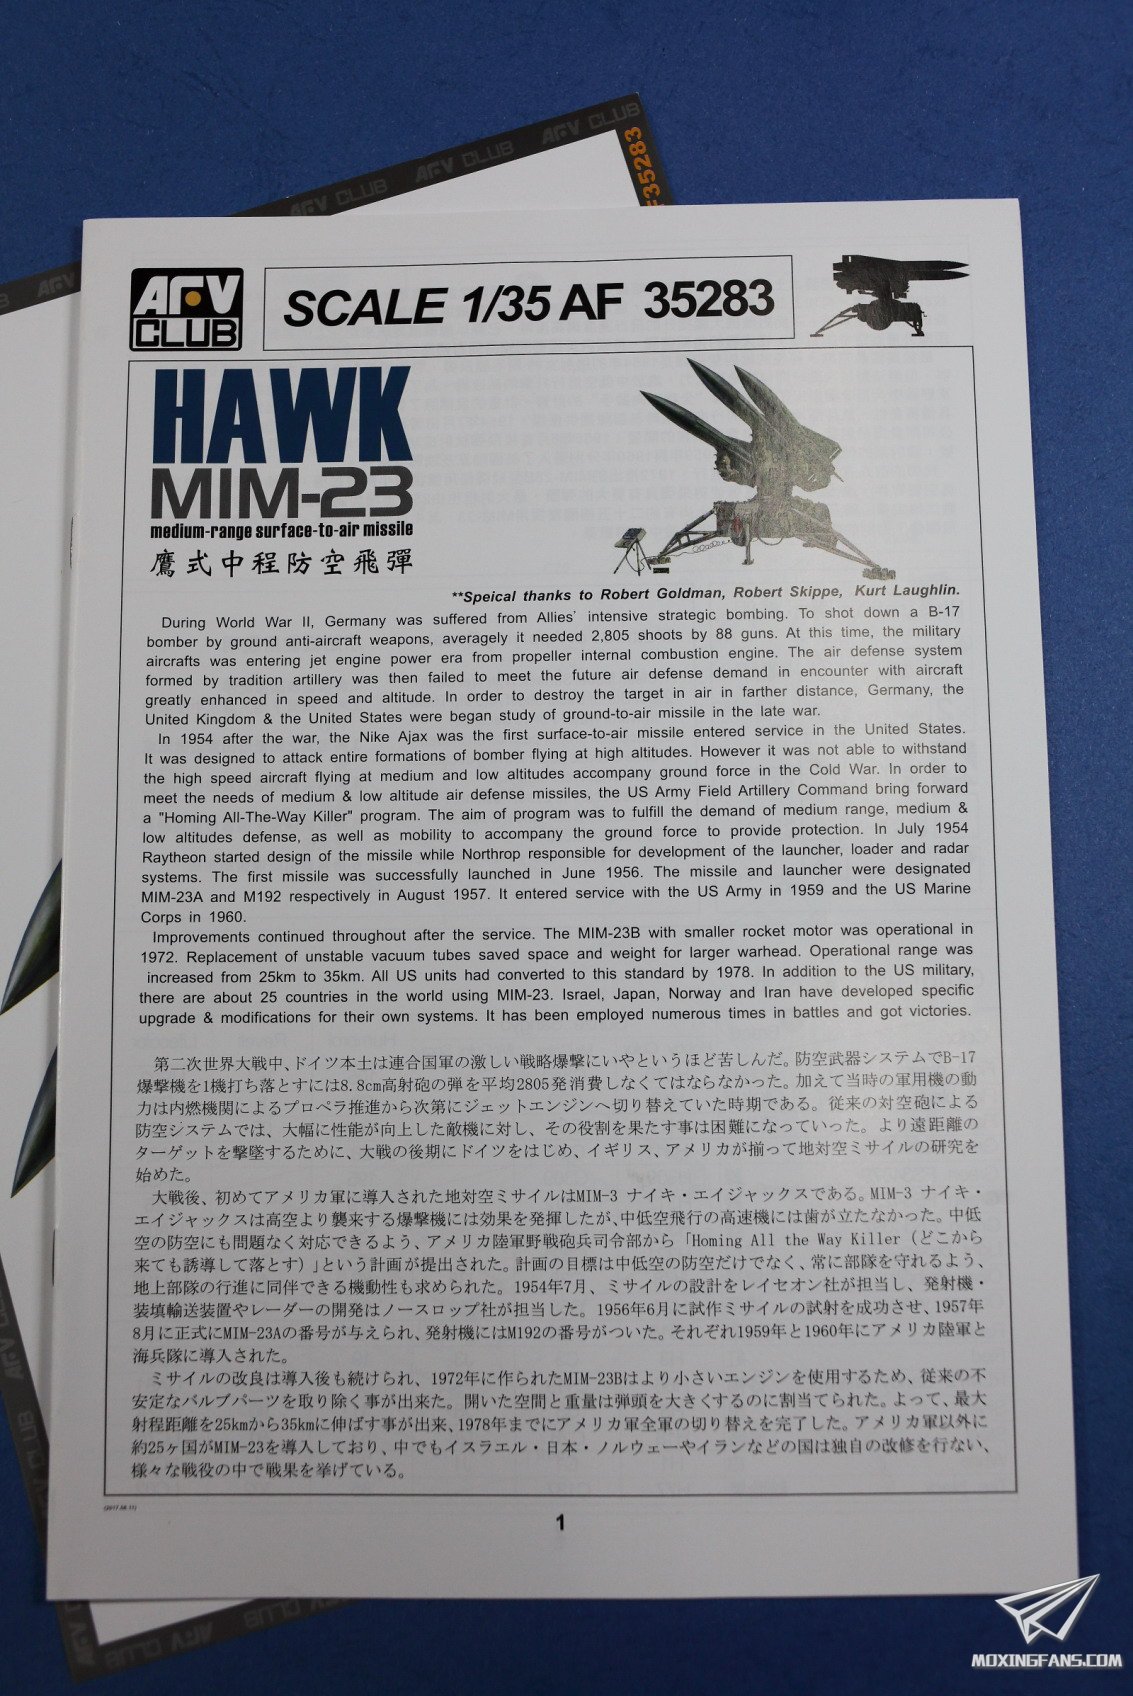 AFV CLUB
AFV CLUB
AFV CLUB
35283
AFV
CLUB
SCALE 1/35 AF 35283
HAWK
MIM-23
medium-range surface-to-air missile
鷹式中程防空飛彈
**Speical thanks to Robert Goldman, Robert Skippe, Kurt Laughlin.
During World War II, Germany was suffered from Allies' intensive strategic bombing. To shot down a B-17
bomber by ground anti-aircraft weapons, averagely it needed 2,805 shoots by 88 guns. At this time, the military
aircrafts was entering jet engine power era from propeller internal combustion engine. The air defense system
formed by tradition artillery was then failed to meet the future air defense demand in encounter with aircraft
greatly enhanced in speed and altitude. In order to destroy the target in air in farther distance, Germany, the
United Kingdom & the United States were began study of ground-to-air missile in the late war.
In 1954 after the war, the Nike Ajax was the first surface-to-air missile entered service in the United States.
It was designed to attack entire formations of bomber flying at high altitudes. However it was not able to withstand
the high speed aircraft flying at medium and low altitudes accompany ground force in the Cold War. In order to
meet the needs of medium & low altitude air defense missiles, the US Army Field Artillery Command bring forward
a "Homing All-The-Way Killer" program. The aim of program was to fulfill the demand of medium range, medium &
low altitudes defense, as well as mobility to accompany the ground force to provide protection. In July 1954
Raytheon started design of the missile while Northrop responsible for development of the launcher, loader and radar
systems. The first missile was successfully launched in June 1956. The missile and launcher were designated
MIM-23A and M192 respectively in August 1957. It entered service with the US Army in 1959 and the US Marine
Corps in 1960.
Improvements continued throughout after the service. The MIM-23B with smaller rocket motor was operational in
1972. Replacement of unstable vacuum tubes saved space and weight for larger warhead. Operational range was
increased from 25km to 35km. All US units had converted to this standard by 1978. In addition to the US military,
there are about 25 countries in the world using MIM-23. Israel, Japan, Norway and Iran have developed specific
upgrade & modifications for their own systems. It has been employed numerous times in battles and got victories.
第二次世界大戦中、ドイツ本土は連合国軍の激しい戦略爆撃にいやというほど苦しんだ。防空武器システムでB-17
爆撃機を1機打ち落とすには8.8cm高射砲の弾を平均2805発消費しなくてはならなかった。加えて当時の軍用機の動
力は内燃機関によるプロペラ推進から次第にジェットエンジンへ切り替えていた時期である。従来の対空砲による
防空システムでは、大幅に性能が向上した敵機に対し、その役割を果たす事は困難になっていった。より遠距離の
ターゲットを撃墜するために、大戦の後期にドイツをはじめ、イギリス、アメリカが揃って地対空ミサイルの研究を
始めた。
大戦後、初めてアメリカ軍に導入された地対空ミサイルはMIM-3 ナイキ・エイジャックスである。MIM-3 ナイキ・
エイジャックスは高空より襲来する爆撃機には効果を発揮したが、中低空飛行の高速機には歯が立たなかった。中低
空の防空にも問題なく対応できるよう、アメリカ陸軍野戦砲兵司令部から「Homing All the Way Killer（どこから
来ても誘導して落とす）」という計画が提出された。計画の目標は中低空の防空だけでなく、常に部隊を守れるよう、
地上部隊の行進に同伴できる機動性も求められた。1954年7月、ミサイルの設計をレイセオン社が担当し、発射機・
装填輸送装置やレーダーの開発はノースロップ社が担当した。1956年6月に試作ミサイルの試射を成功させ、1957年
8月に正式にMIM-23Aの番号が与えられ、発射機にはM192の番号がついた。それぞれ1959年と1960年にアメリカ陸軍と
海兵隊に導入された。
ミサイルの改良は導入後も続けられ、1972年に作られたMIM-23Bはより小さいエンジンを使用するため、従来の不
安定なバルブパーツを取り除く事が出来た。開いた空間と重量は弾頭を大きくするのに割当てられた。よって、最大
射程距離を25kmから35kmに伸ばす事が出来、1978年までにアメリカ軍全軍の切り替えを完了した。アメリカ軍以外に
約25ヶ国がMIM-23を導入しており、中でもイスラエル・日本・ノルウェーやイランなどの国は独自の改修を行ない、
様々な戦役の中で戦果を挙げている。
1
MOXINGFANS.COM